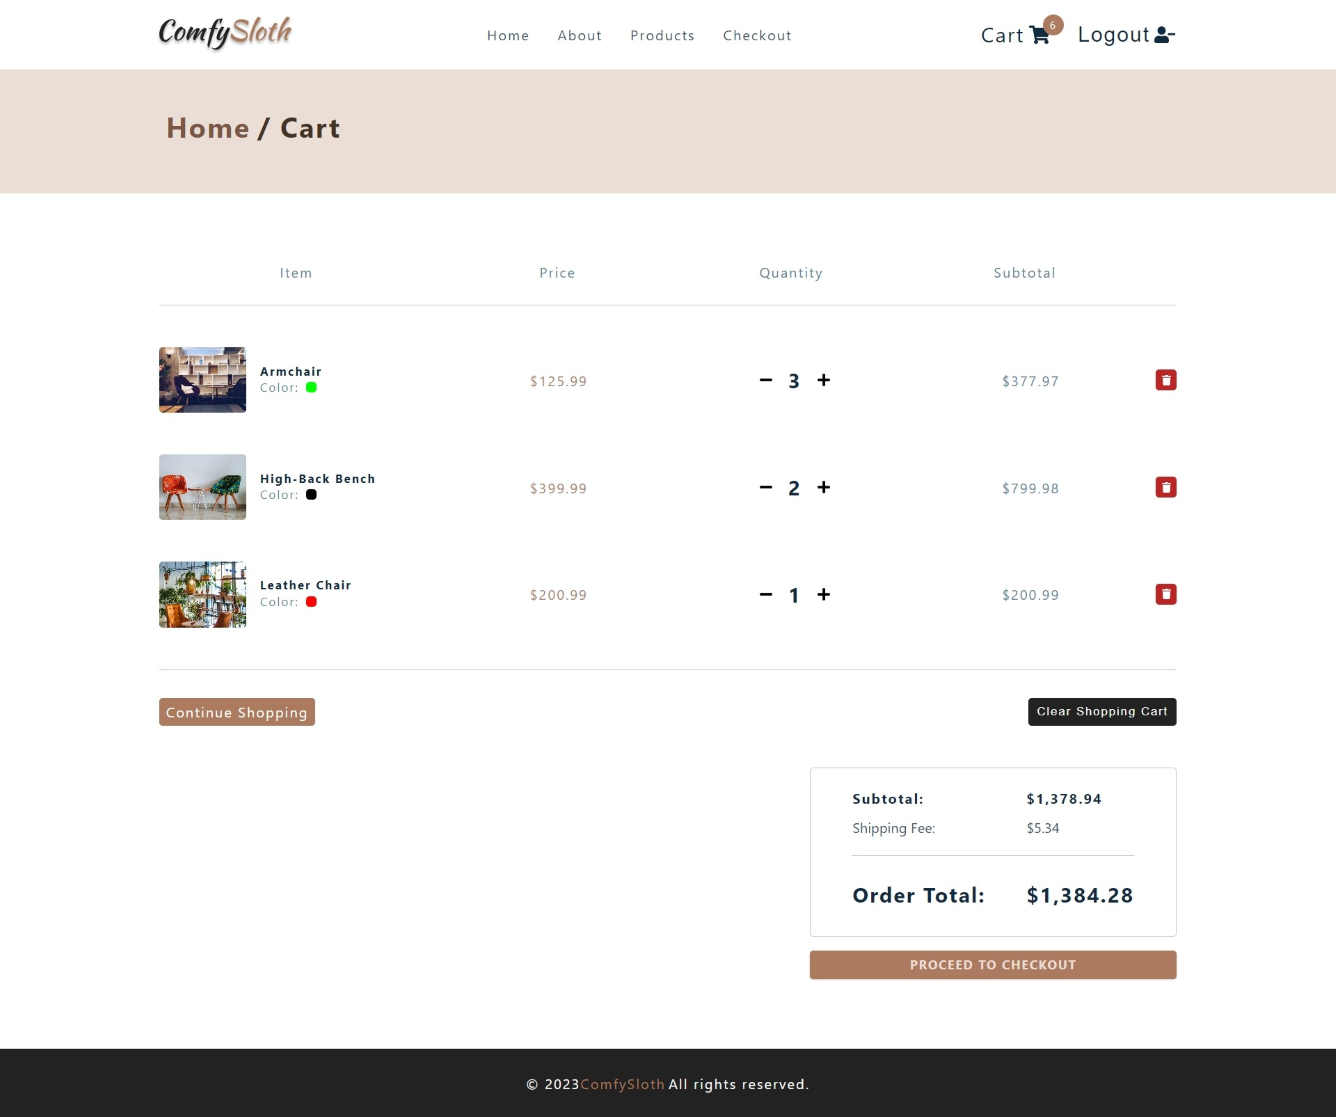 ComfySloth
Home About Products Checkout
Cart 6 Logout
Home / Cart
Item Price Quantity Subtotal
Armchair
Color:
$125.99 3 $377.97
High-Back Bench
Color:
$399.99 2 $799.98
Leather Chair
Color:
$200.99 1 $200.99
Continue Shopping Clear Shopping Cart
Subtotal: $1,378.94
Shipping Fee: $5.34
Order Total: $1,384.28
PROCEED TO CHECKOUT
© 2023ComfySloth All rights reserved.